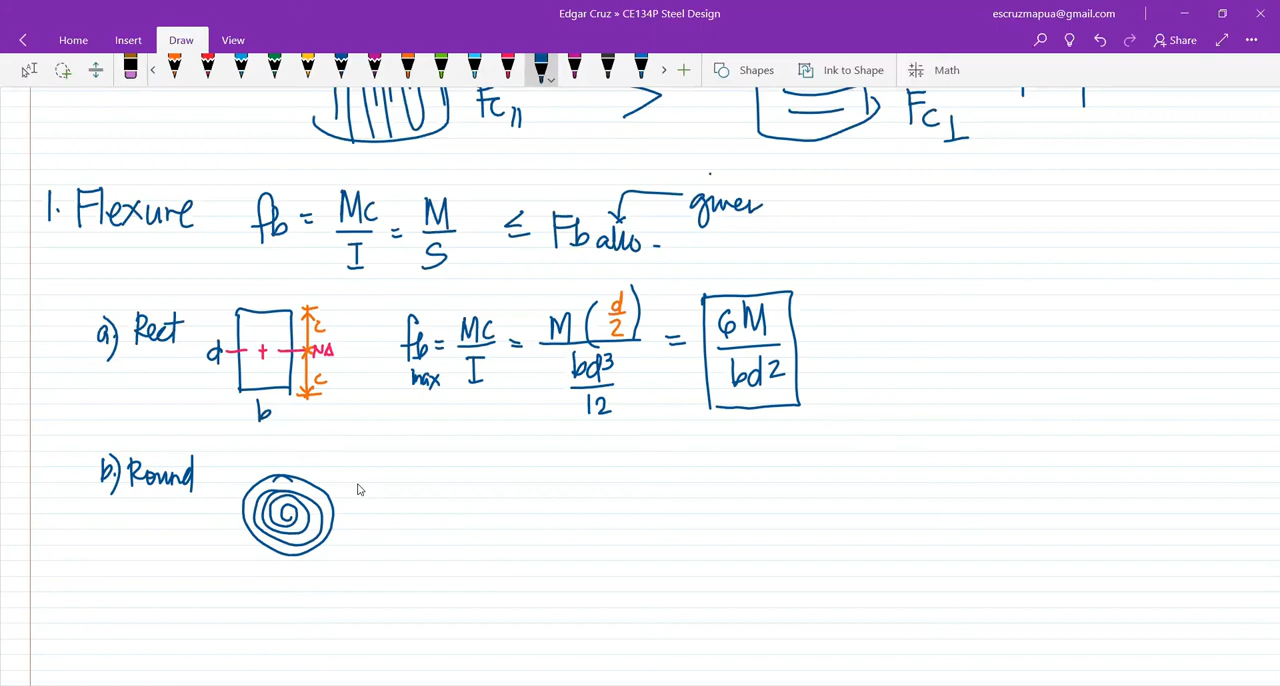 Edgar Cruz » CE134P Steel Design
escruzmapua@gmail.com
Home Insert Draw View
Share
Shapes Ink to Shape Math
Fc∥ > Fc⊥
1. Flexure fb = Mc/I = M/S ≤ Fb allo. given
a) Rect d b c c NA fb max = Mc/I = M(d/2)/(bd³/12) = 6M/bd²
b) Round